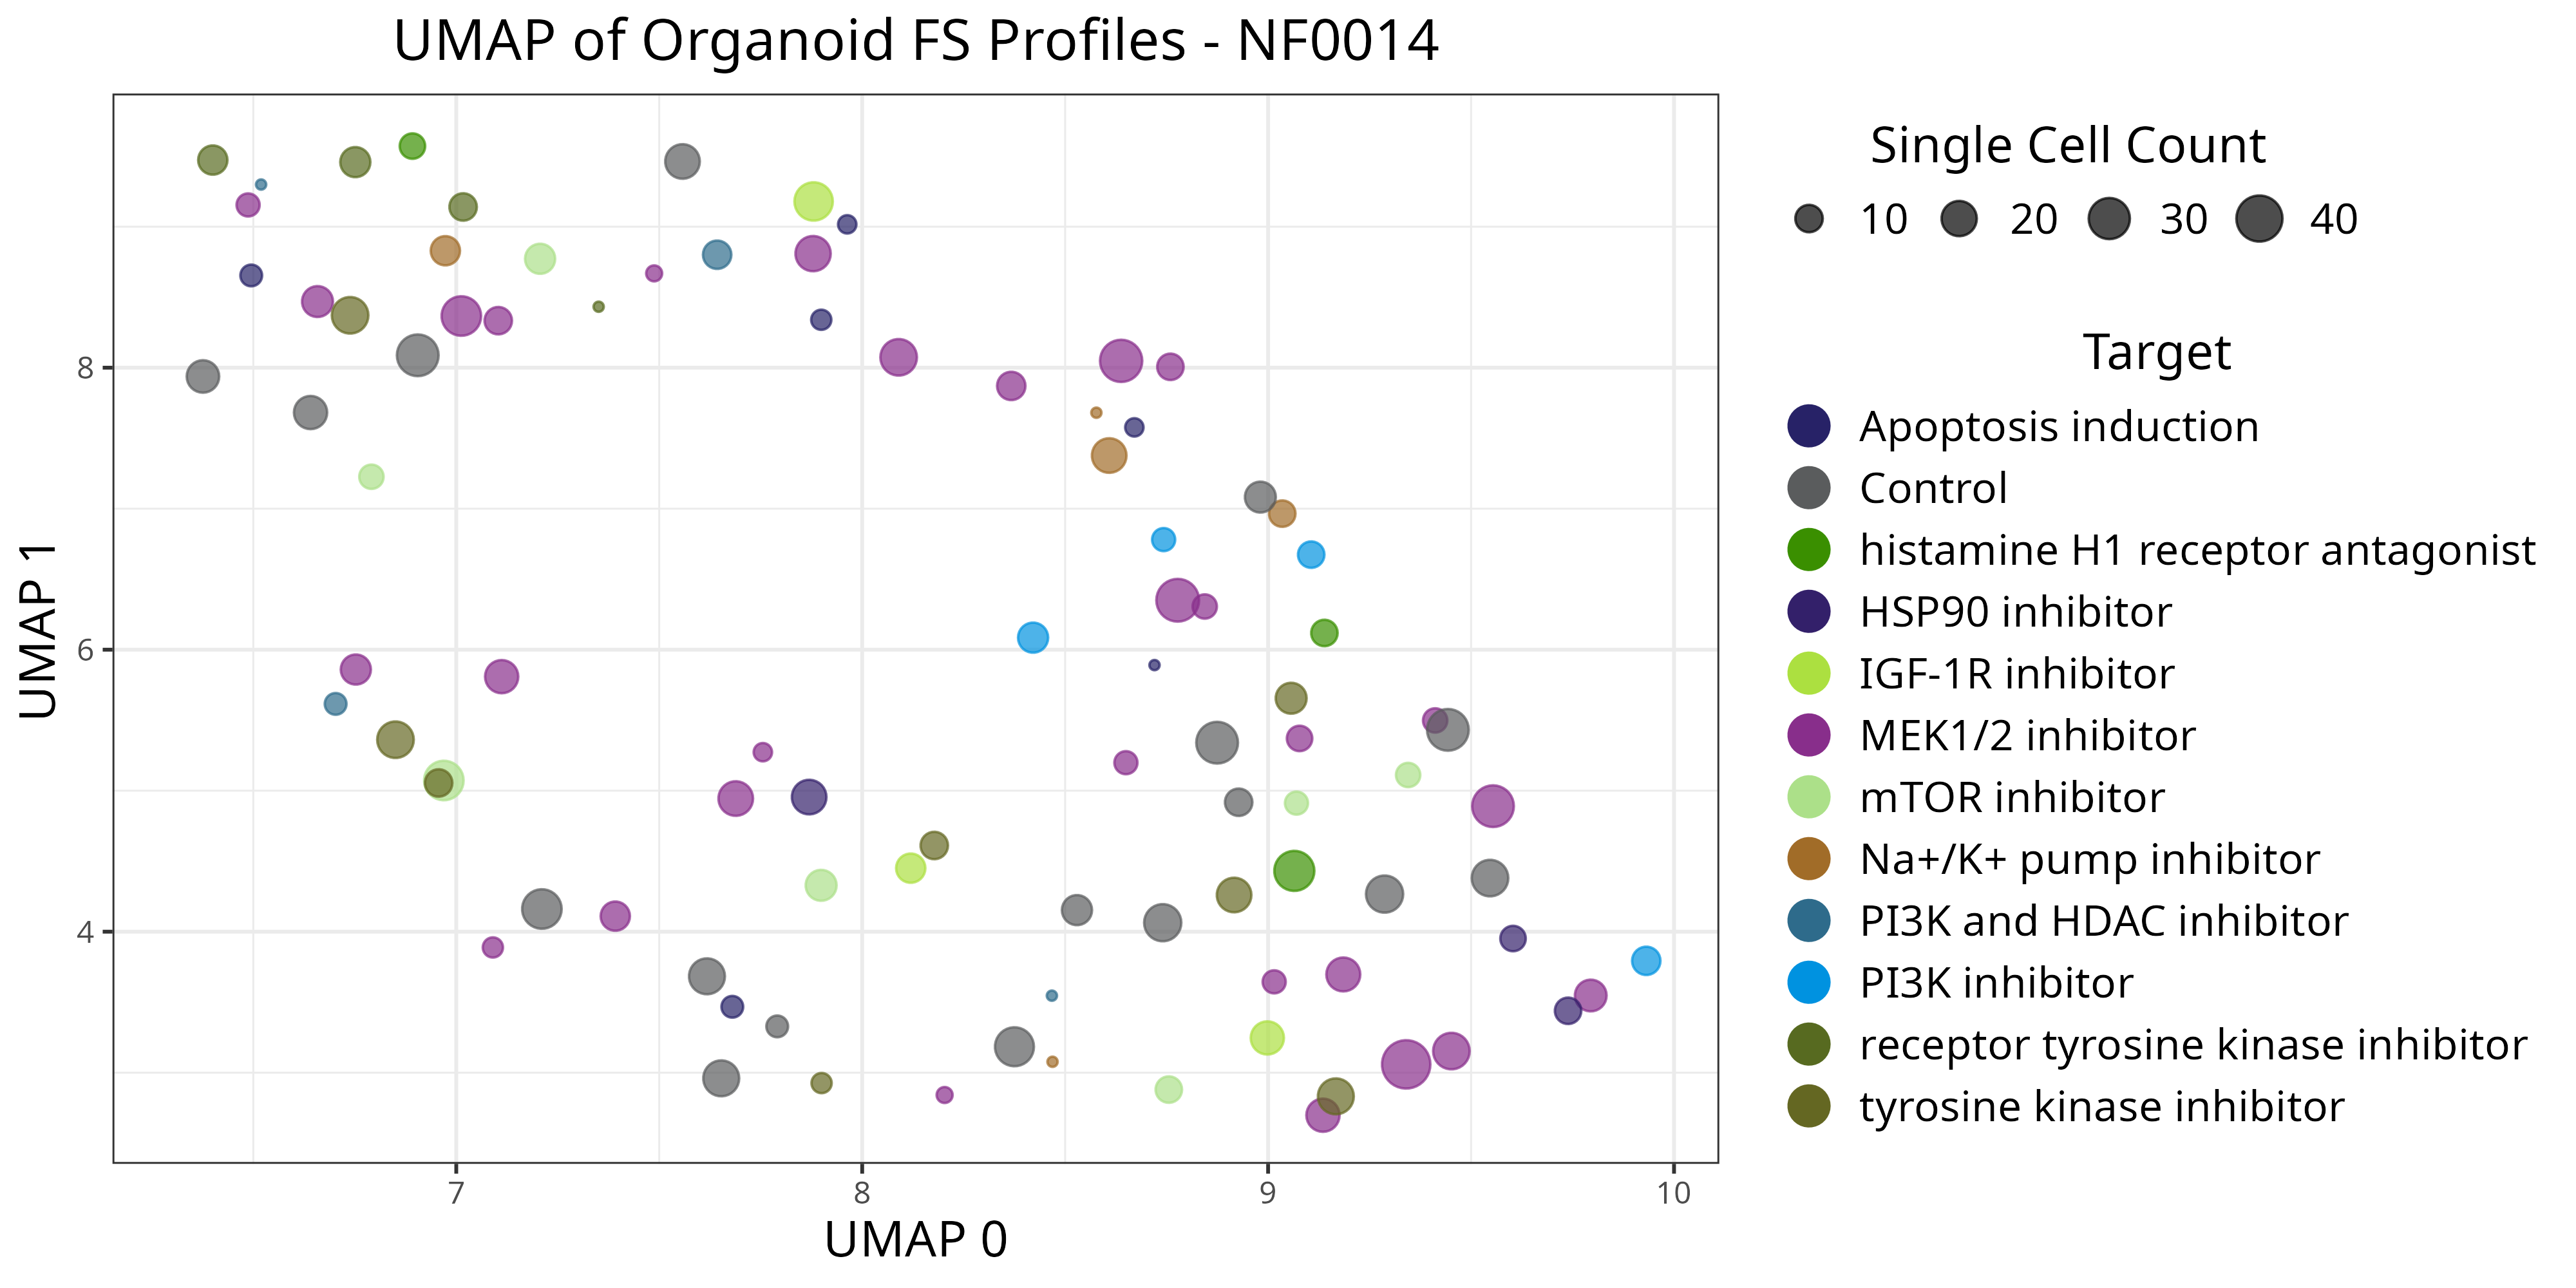 UMAP of Organoid FS Profiles - NF0014
Single Cell Count
10 20 30 40
Target
Apoptosis induction
Control
histamine H1 receptor antagonist
HSP90 inhibitor
IGF-1R inhibitor
MEK1/2 inhibitor
mTOR inhibitor
Na+/K+ pump inhibitor
PI3K and HDAC inhibitor
PI3K inhibitor
receptor tyrosine kinase inhibitor
tyrosine kinase inhibitor
UMAP 1
8
6
4
7 8 9 10
UMAP 0